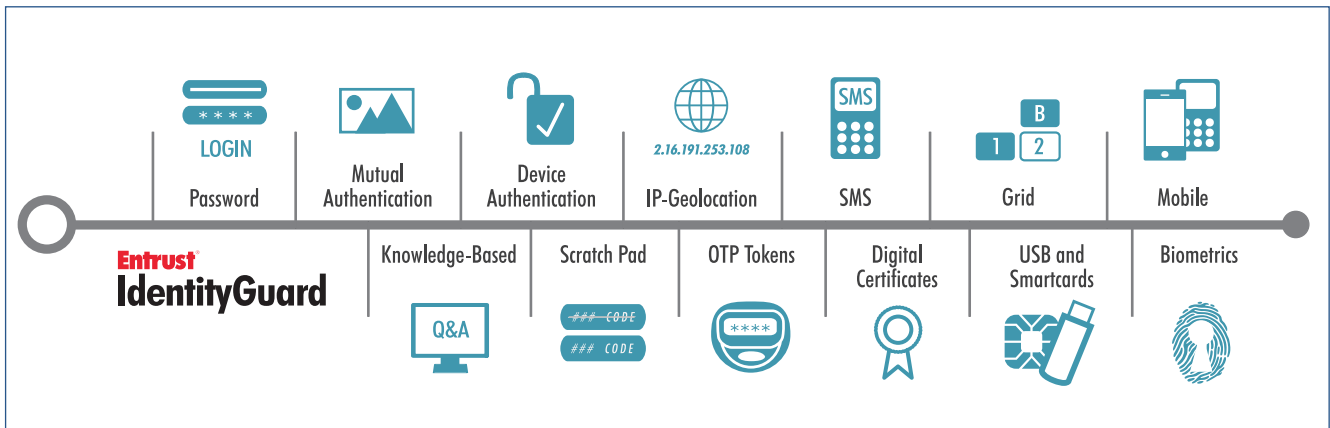 * * * *
LOGIN
Password
Mutual
Authentication
Device
Authentication
2.16.191.253.108
IP-Geolocation
SMS
SMS
B
1 2
Grid
Mobile
Entrust®
IdentityGuard
Knowledge-Based
Q&A
Scratch Pad
### CODE
### CODE
OTP Tokens
****
Digital
Certificates
USB and
Smartcards
Biometrics